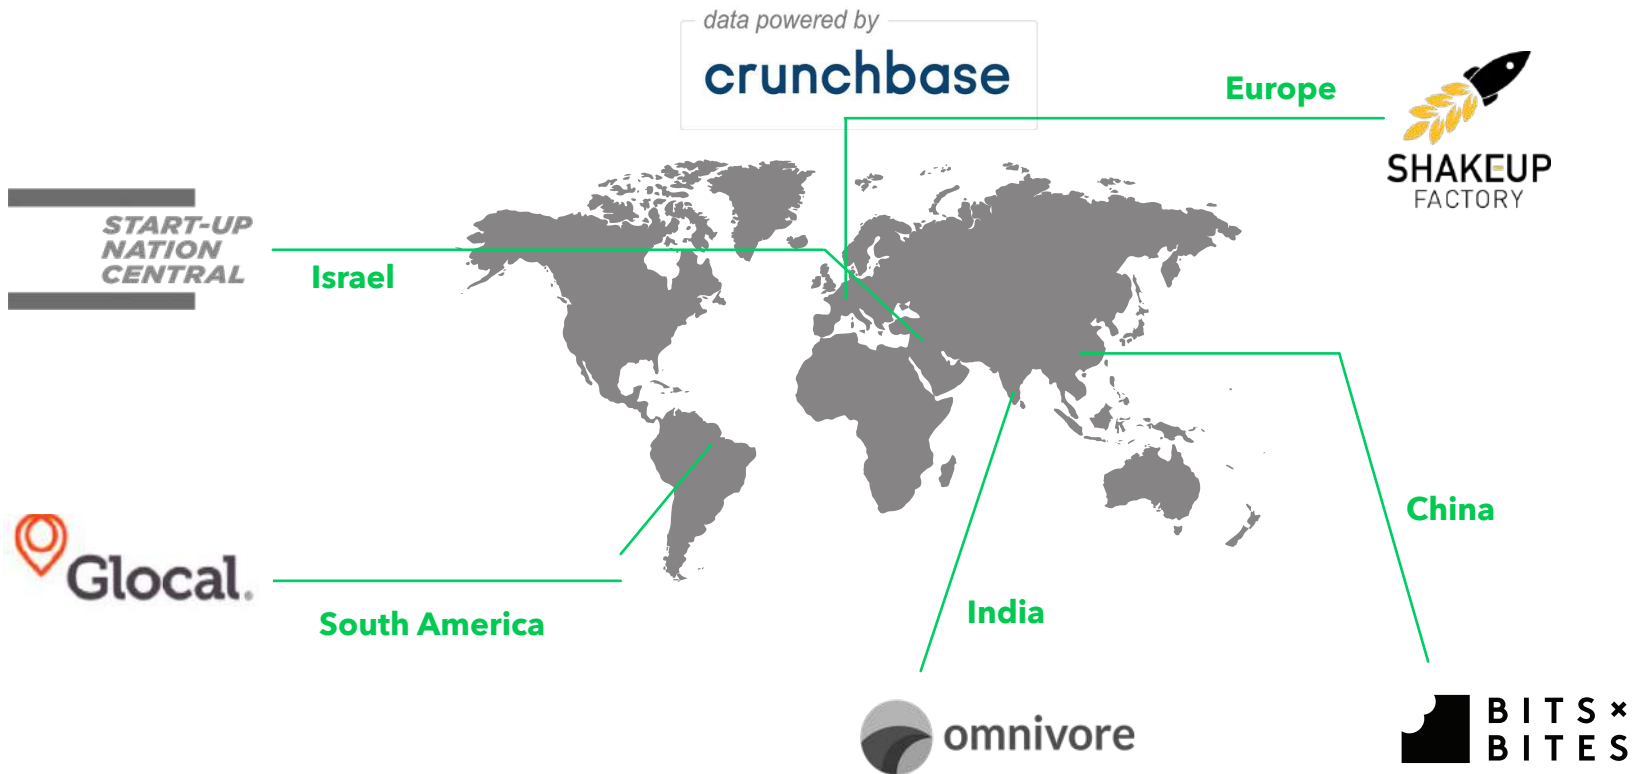 data powered by
crunchbase
Europe
SHAKEUP
FACTORY
START-UP
NATION
CENTRAL
Israel
Glocal.
South America
India
China
omnivore
BITS ×
BITES